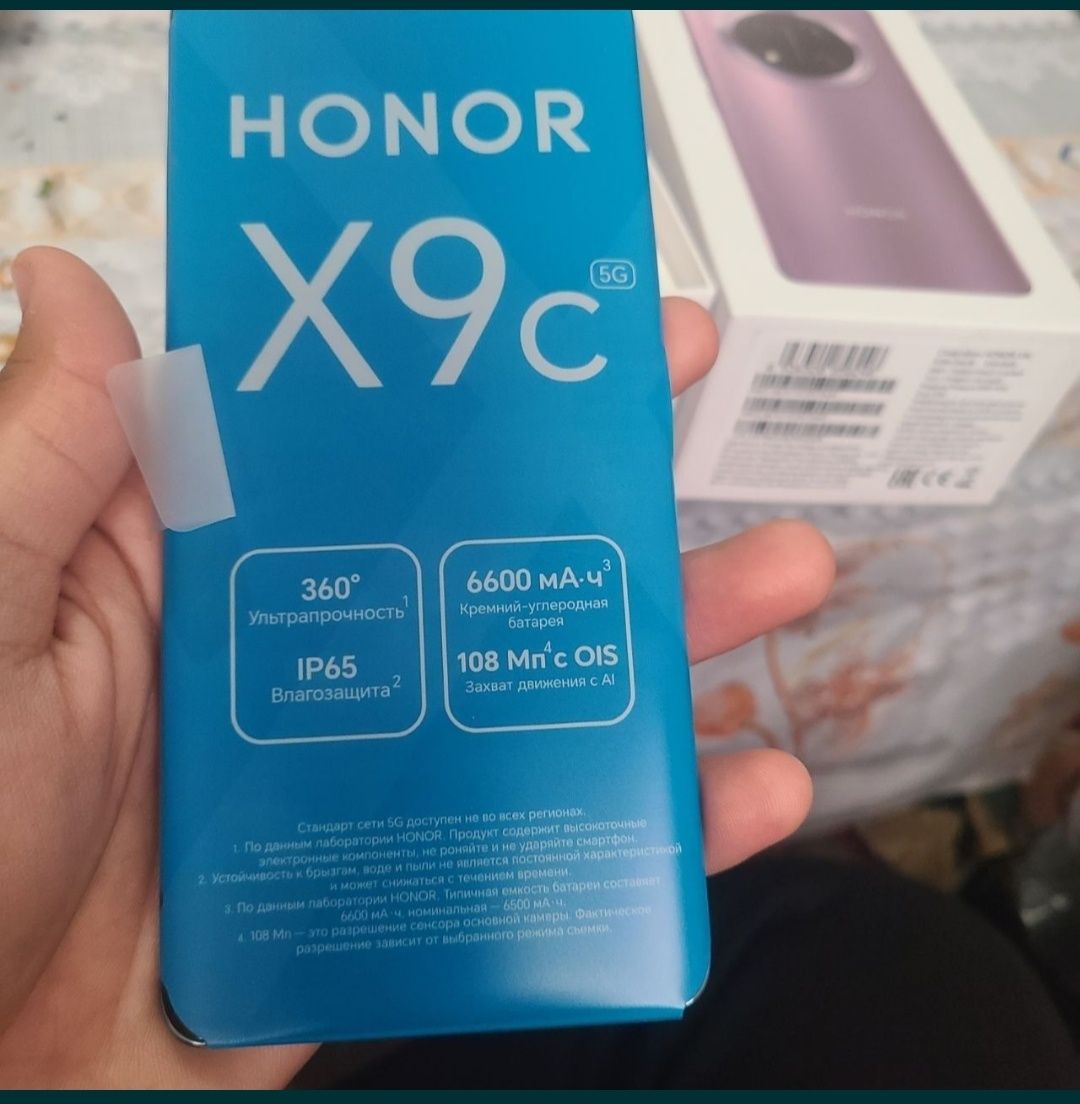 HONOR
X9c
5G
360°
Ультрапрочность1
IP65
Влагозащита2
6600 мА·ч3
Кремний-углеродная
батарея
108 Мп4 с OIS
Захват движения с AI
Стандарт сети 5G доступен не во всех регионах.
1. По данным лаборатории HONOR. Продукт содержит высокоточные
электронные компоненты, не роняйте и не ударяйте смартфон.
2. Устойчивость к брызгам, воде и пыли не является постоянной характеристикой
и может снижаться с течением времени.
3. По данным лаборатории HONOR. Типичная емкость батареи составляет
6600 мА·ч, номинальная — 6500 мА·ч.
4. 108 Мп — это разрешение сенсора основной камеры. Фактическое
разрешение зависит от выбранного режима съемки.
HONOR
EAC CE